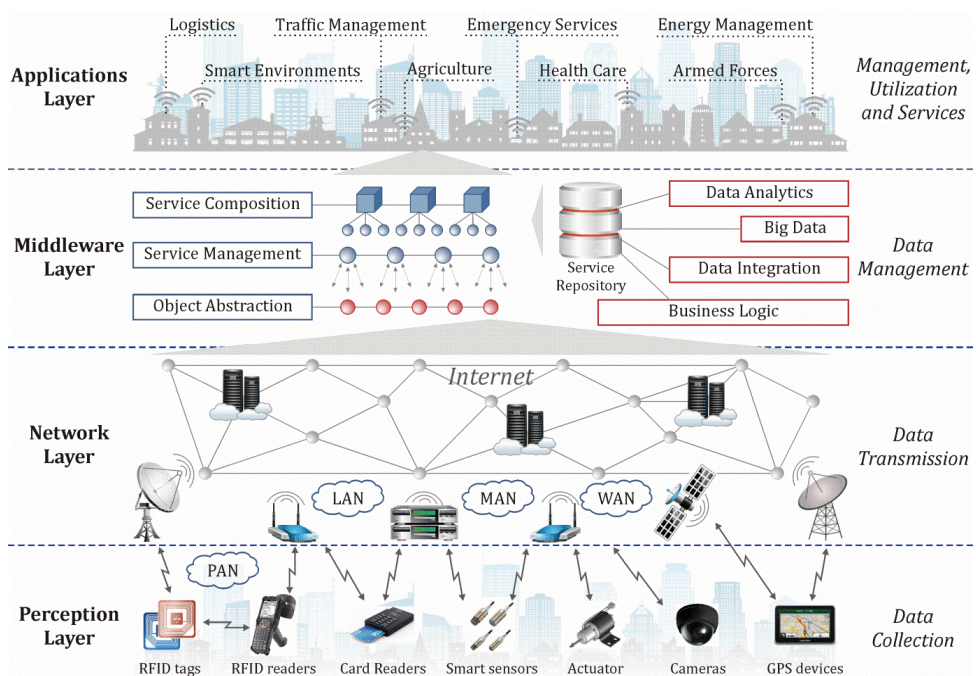 Logistics
Traffic Management
Emergency Services
Energy Management
Smart Environments
Agriculture
Health Care
Armed Forces
Applications
Layer
Management,
Utilization
and Services
Service Composition
Service Management
Object Abstraction
Middleware
Layer
Service
Repository
Data Analytics
Big Data
Data Integration
Business Logic
Data
Management
Internet
Network
Layer
LAN
MAN
WAN
Data
Transmission
PAN
Perception
Layer
RFID tags
RFID readers
Card Readers
Smart sensors
Actuator
Cameras
GPS devices
Data
Collection